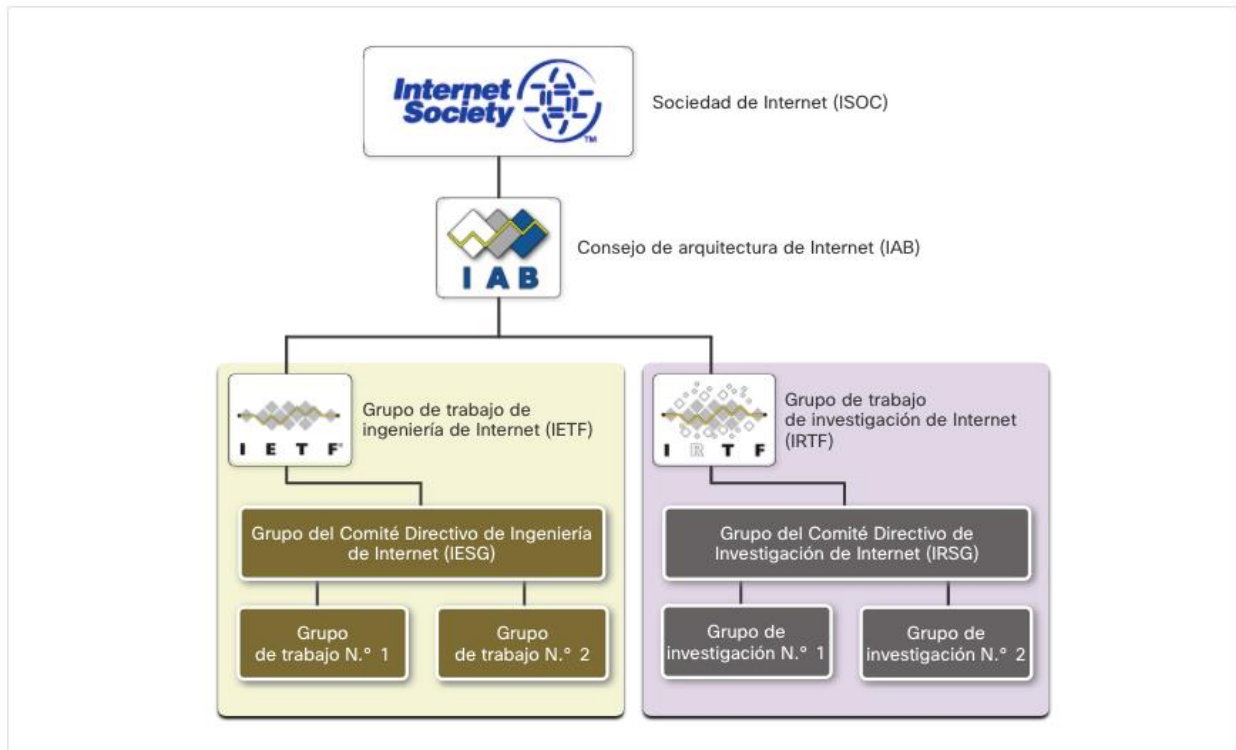 Internet
Society
TM
Sociedad de Internet (ISOC)
IAB
Consejo de arquitectura de Internet (IAB)
IETF®
Grupo de trabajo de
ingeniería de Internet (IETF)
Grupo del Comité Directivo de Ingeniería
de Internet (IESG)
Grupo
de trabajo N.° 1
Grupo
de trabajo N.° 2
IRTF
Grupo de trabajo
de investigación de Internet
(IRTF)
Grupo del Comité Directivo de
Investigación de Internet (IRSG)
Grupo de
investigación N.° 1
Grupo de
investigación N.° 2